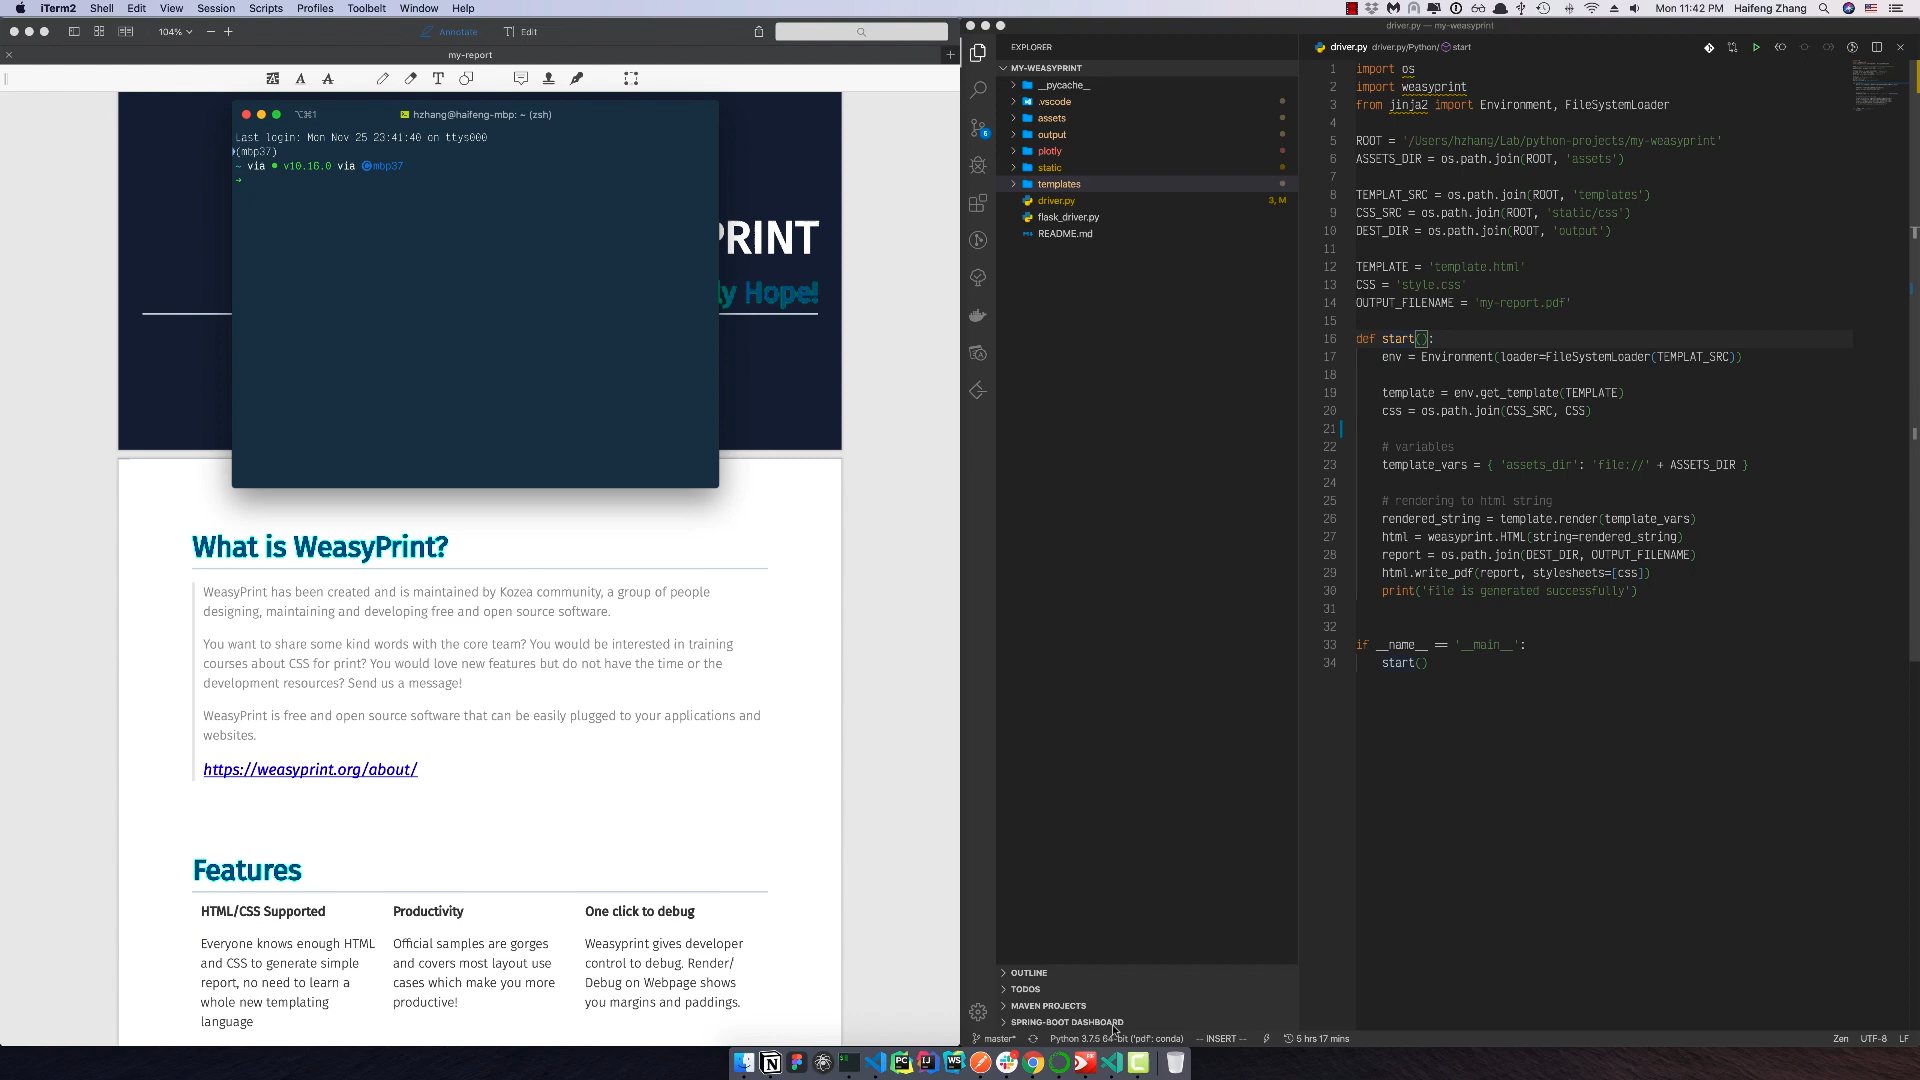 iTerm2 Shell Edit View Session Scripts Profiles Toolbelt Window Help
Mon 11:42 PM Haifeng Zhang
104% Annotate Edit
my-report
⌥⌘1 hzhang@haifeng-mbp: ~ (zsh)
Last login: Mon Nov 25 23:41:40 on ttys000
(mbp37)
~ via ● v10.16.0 via mbp37
→
PRINT
ly Hope!
What is WeasyPrint?
WeasyPrint has been created and is maintained by Kozea community, a group of people
designing, maintaining and developing free and open source software.
You want to share some kind words with the core team? You would be interested in training
courses about CSS for print? You would love new features but do not have the time or the
development resources? Send us a message!
WeasyPrint is free and open source software that can be easily plugged to your applications and
websites.
https://weasyprint.org/about/
Features
HTML/CSS Supported
Everyone knows enough HTML
and CSS to generate simple
report, no need to learn a
whole new templating
language
Productivity
Official samples are gorges
and covers most layout use
cases which make you more
productive!
One click to debug
Weasyprint gives developer
control to debug. Render/
Debug on Webpage shows
you margins and paddings.
driver.py — my-weasyprint
EXPLORER
MY-WEASYPRINT
__pycache__
.vscode
assets
output
plotly
static
templates
driver.py 3, M
flask_driver.py
README.md
OUTLINE
TODOS
MAVEN PROJECTS
SPRING-BOOT DASHBOARD
6
driver.py driver.py/Python/ start
1 import os
2 import weasyprint
3 from jinja2 import Environment, FileSystemLoader
4
5 ROOT = '/Users/hzhang/Lab/python-projects/my-weasyprint'
6 ASSETS_DIR = os.path.join(ROOT, 'assets')
7
8 TEMPLAT_SRC = os.path.join(ROOT, 'templates')
9 CSS_SRC = os.path.join(ROOT, 'static/css')
10 DEST_DIR = os.path.join(ROOT, 'output')
11
12 TEMPLATE = 'template.html'
13 CSS = 'style.css'
14 OUTPUT_FILENAME = 'my-report.pdf'
15
16 def start():
17 env = Environment(loader=FileSystemLoader(TEMPLAT_SRC))
18
19 template = env.get_template(TEMPLATE)
20 css = os.path.join(CSS_SRC, CSS)
21
22 # variables
23 template_vars = { 'assets_dir': 'file://' + ASSETS_DIR }
24
25 # rendering to html string
26 rendered_string = template.render(template_vars)
27 html = weasyprint.HTML(string=rendered_string)
28 report = os.path.join(DEST_DIR, OUTPUT_FILENAME)
29 html.write_pdf(report, stylesheets=[css])
30 print('file is generated successfully')
31
32
33 if __name__ == '__main__':
34 start()
master* Python 3.7.5 64-bit ('pdf': conda) -- INSERT -- 5 hrs 17 mins Zen UTF-8 LF